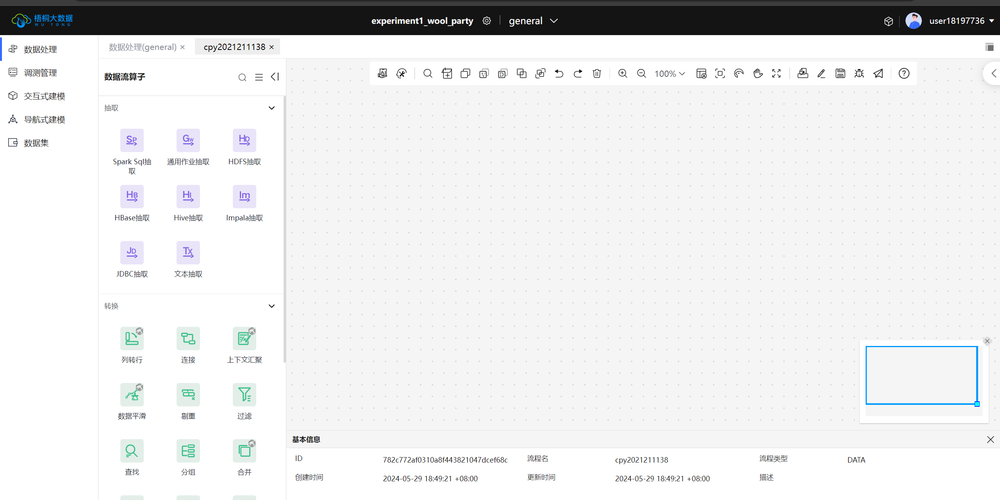 梧桐大数据
WU TONG
experiment1_wool_party
general
user18197736
数据处理
调测管理
交互式建模
导航式建模
数据集
数据处理(general)
cpy2021211138
数据流算子
100%
抽取
Spark Sql抽
取
通用作业抽取
HDFS抽取
HBase抽取
Hive抽取
Impala抽取
JDBC抽取
文本抽取
转换
列转行
连接
上下文汇聚
数据平滑
剔重
过滤
查找
分组
合并
基本信息
ID
782c772af0310a8f443821047dcef68c
流程名
cpy2021211138
流程类型
DATA
创建时间
2024-05-29 18:49:21 +08:00
更新时间
2024-05-29 18:49:21 +08:00
描述